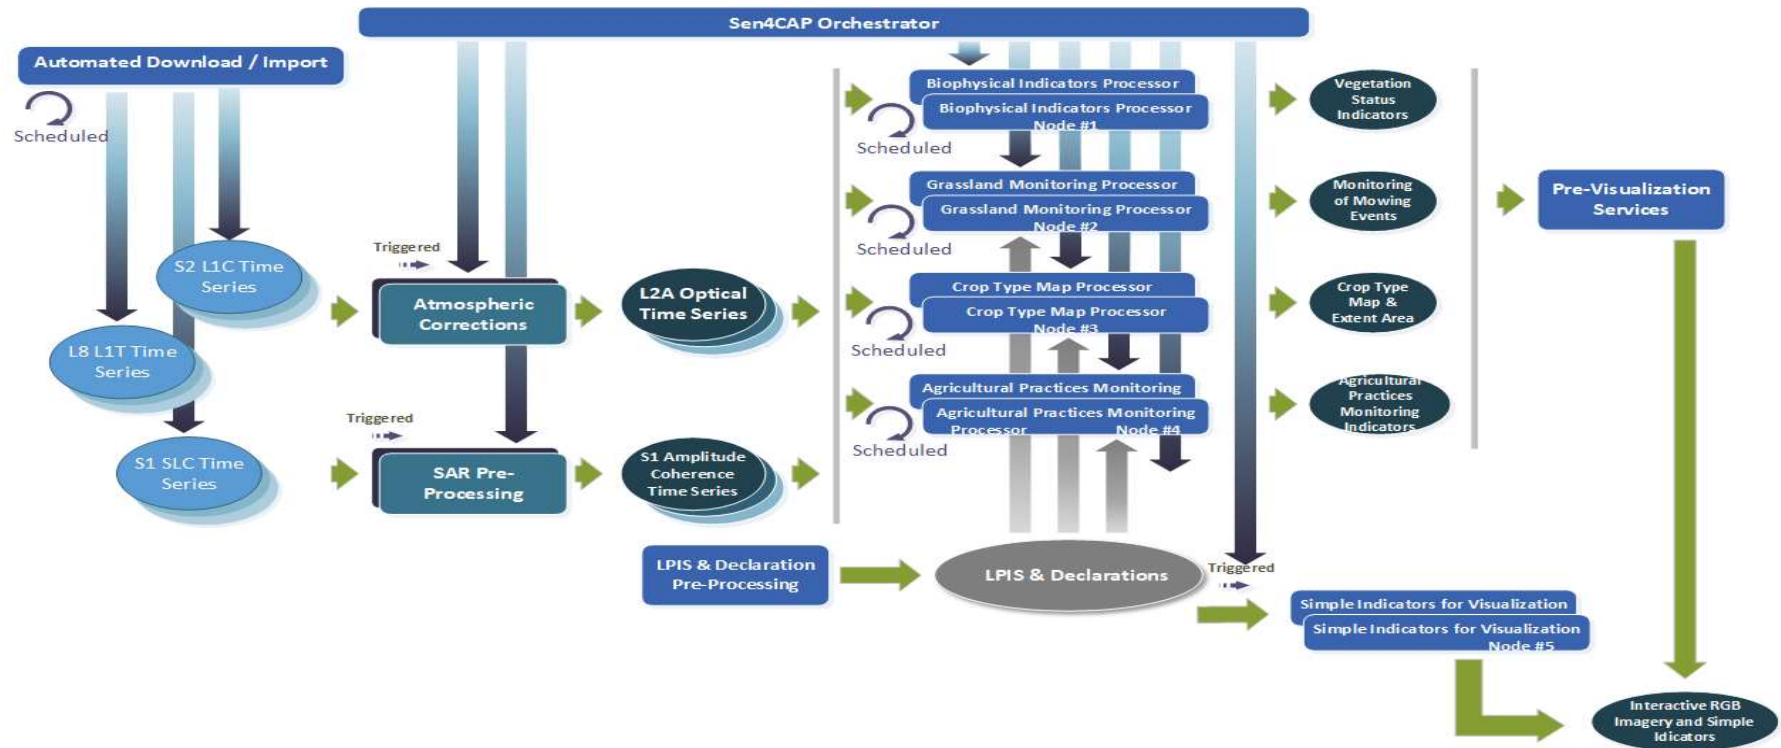 Sen4CAP Orchestrator
Automated Download / Import
Scheduled
S2 L1C Time
Series
L8 L1T Time
Series
S1 SLC Time
Series
Triggered
Atmospheric
Corrections
Triggered
SAR Pre-
Processing
L2A Optical
Time Series
S1 Amplitude
Coherence
Time Series
LPIS & Declaration
Pre-Processing
Scheduled
Biophysical Indicators Processor
Biophysical Indicators Processor
Node #1
Scheduled
Grassland Monitoring Processor
Grassland Monitoring Processor
Node #2
Scheduled
Crop Type Map Processor
Crop Type Map Processor
Node #3
Scheduled
Agricultural Practices Monitoring
Agricultural Practices Monitoring
Processor Node #4
LPIS & Declarations
Triggered
Vegetation
Status
Indicators
Monitoring
of Mowing
Events
Crop Type
Map &
Extent Area
Agricultural
Practices
Monitoring
Indicators
Pre-Visualization
Services
Simple Indicators for Visualization
Simple Indicators for Visualization
Node #5
Interactive RGB
Imagery and Simple
Idicators